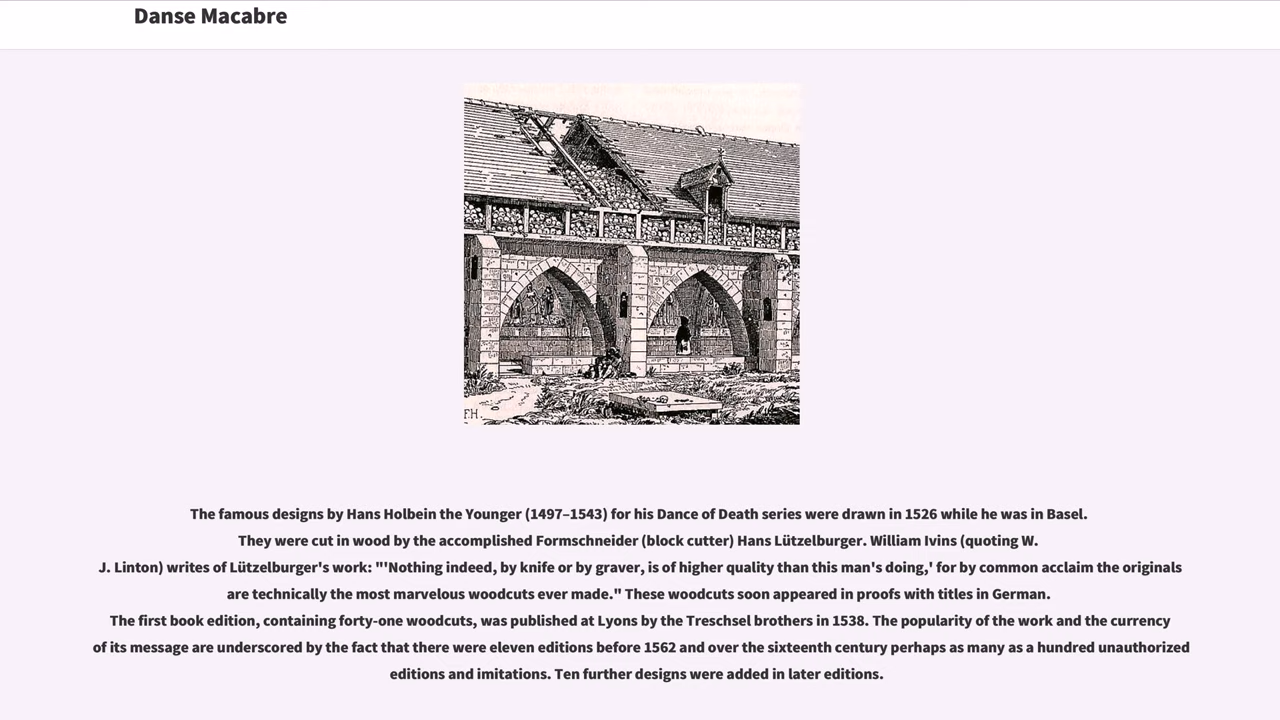 Danse Macabre
F.H.
The famous designs by Hans Holbein the Younger (1497–1543) for his Dance of Death series were drawn in 1526 while he was in Basel.
They were cut in wood by the accomplished Formschneider (block cutter) Hans Lützelburger. William Ivins (quoting W.
J. Linton) writes of Lützelburger's work: "'Nothing indeed, by knife or by graver, is of higher quality than this man's doing,' for by common acclaim the originals
are technically the most marvelous woodcuts ever made." These woodcuts soon appeared in proofs with titles in German.
The first book edition, containing forty-one woodcuts, was published at Lyons by the Treschsel brothers in 1538. The popularity of the work and the currency
of its message are underscored by the fact that there were eleven editions before 1562 and over the sixteenth century perhaps as many as a hundred unauthorized
editions and imitations. Ten further designs were added in later editions.